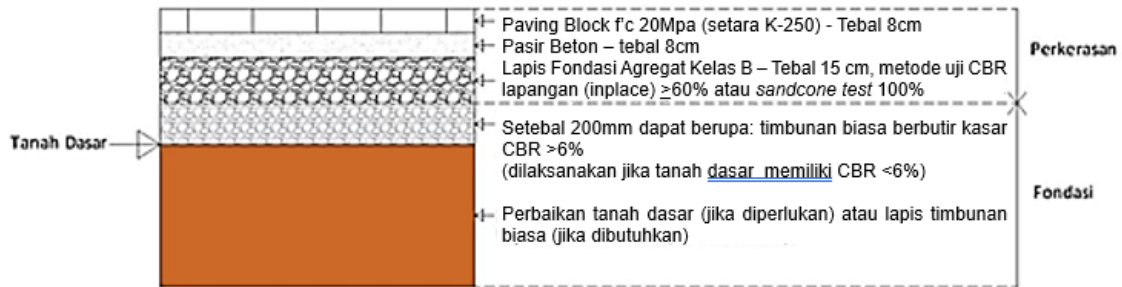 Paving Block f'c 20Mpa (setara K-250) - Tebal 8cm
Pasir Beton – tebal 8cm
Lapis Fondasi Agregat Kelas B – Tebal 15 cm, metode uji CBR
lapangan (inplace) ≥60% atau sandcone test 100%
Perkerasan
Setebal 200mm dapat berupa: timbunan biasa berbutir kasar
CBR >6%
(dilaksanakan jika tanah dasar memiliki CBR <6%)
Tanah Dasar
Perbaikan tanah dasar (jika diperlukan) atau lapis timbunan
biasa (jika dibutuhkan)
Fondasi